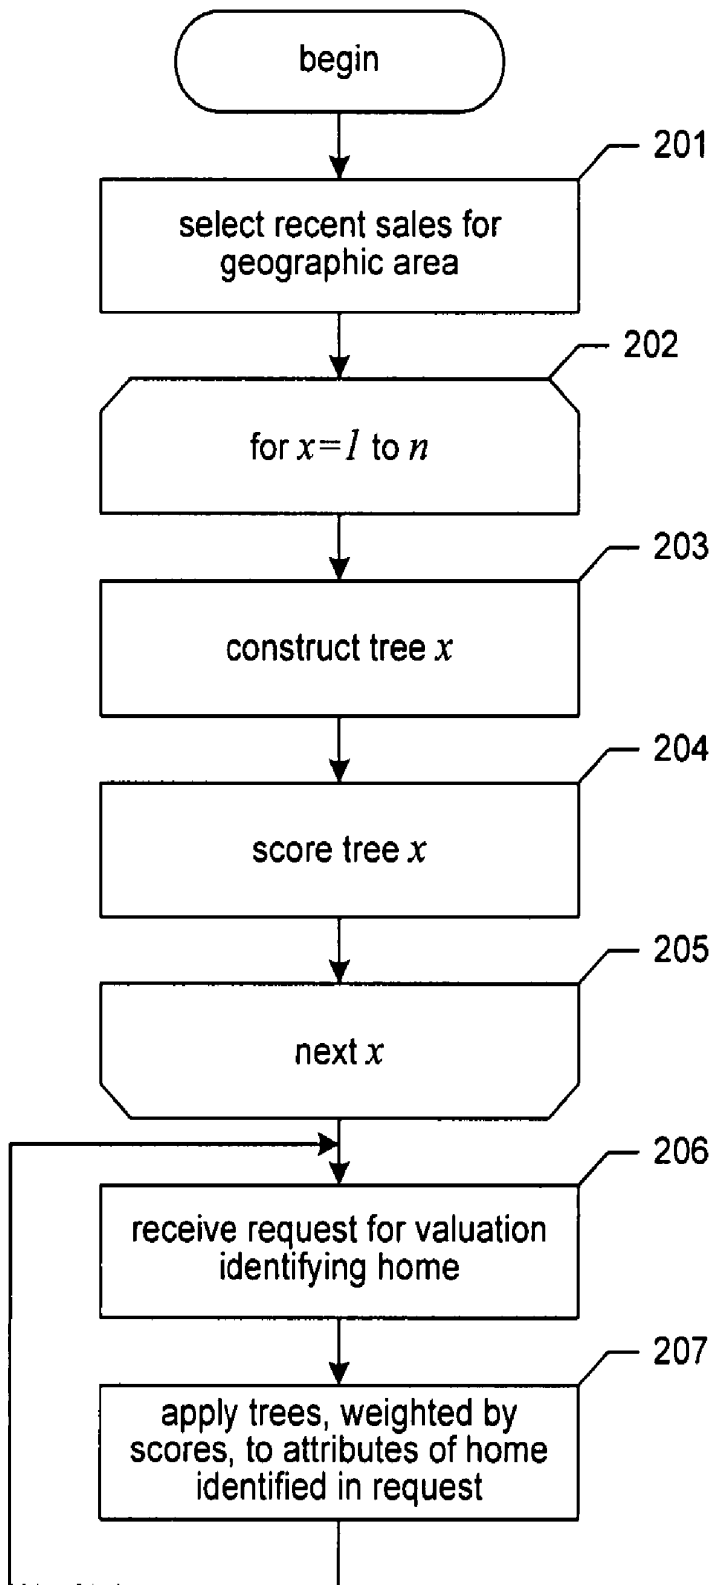 begin
201
select recent sales for
geographic area
202
for x=1 to n
203
construct tree x
204
score tree x
205
next x
206
receive request for valuation
identifying home
207
apply trees, weighted by
scores, to attributes of home
identified in request